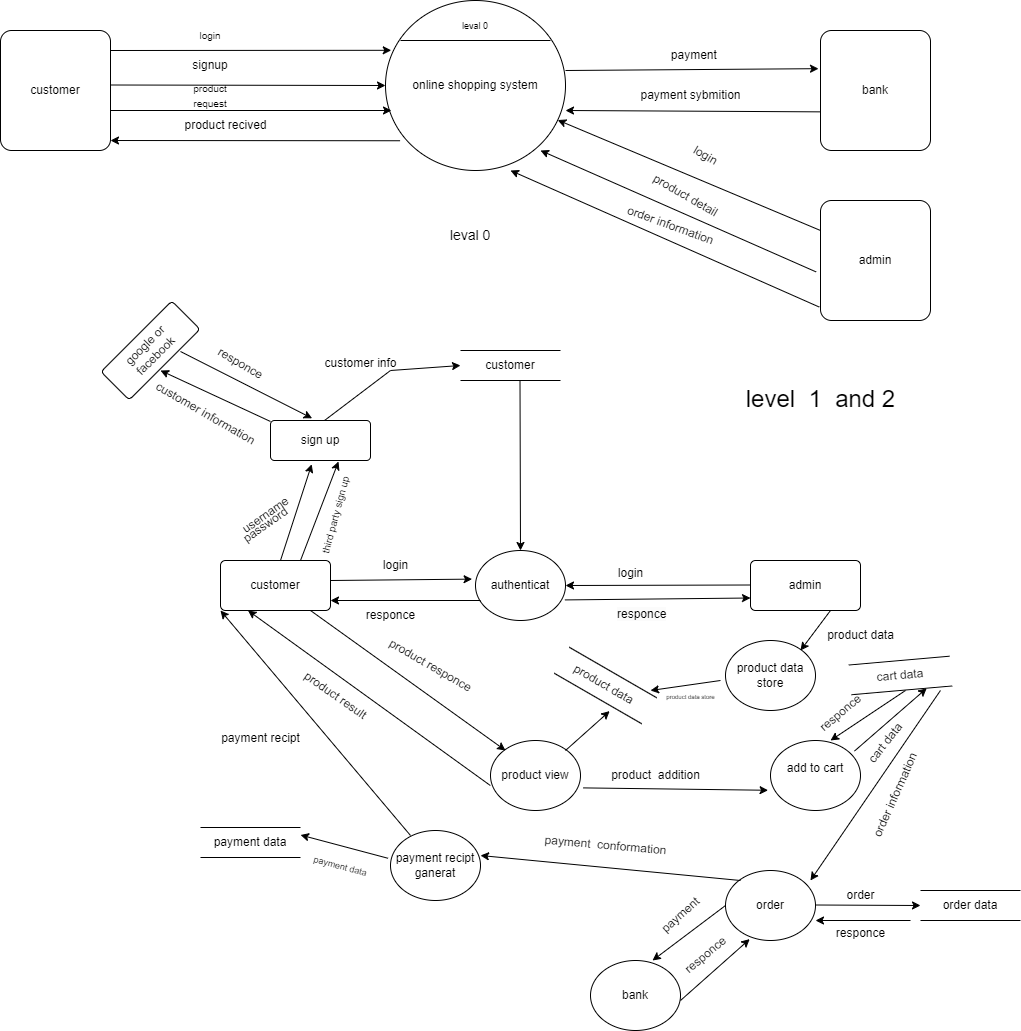 leval 0
login
customer
signup
product
request
product recived
online shopping system
payment
payment sybmition
bank
login
product detail
order information
admin
leval 0
google or
facebook
responce
customer information
customer info
customer
level 1 and 2
sign up
username
password
third party sign up
customer
login
responce
authenticat
login
responce
admin
product data
product data
store
product data store
product data
cart data
product responce
product result
responce
cart data
add to cart
payment recipt
product view
product addition
order information
payment data
payment data
payment recipt
ganerat
payment conformation
order
order
responce
order data
payment
responce
bank